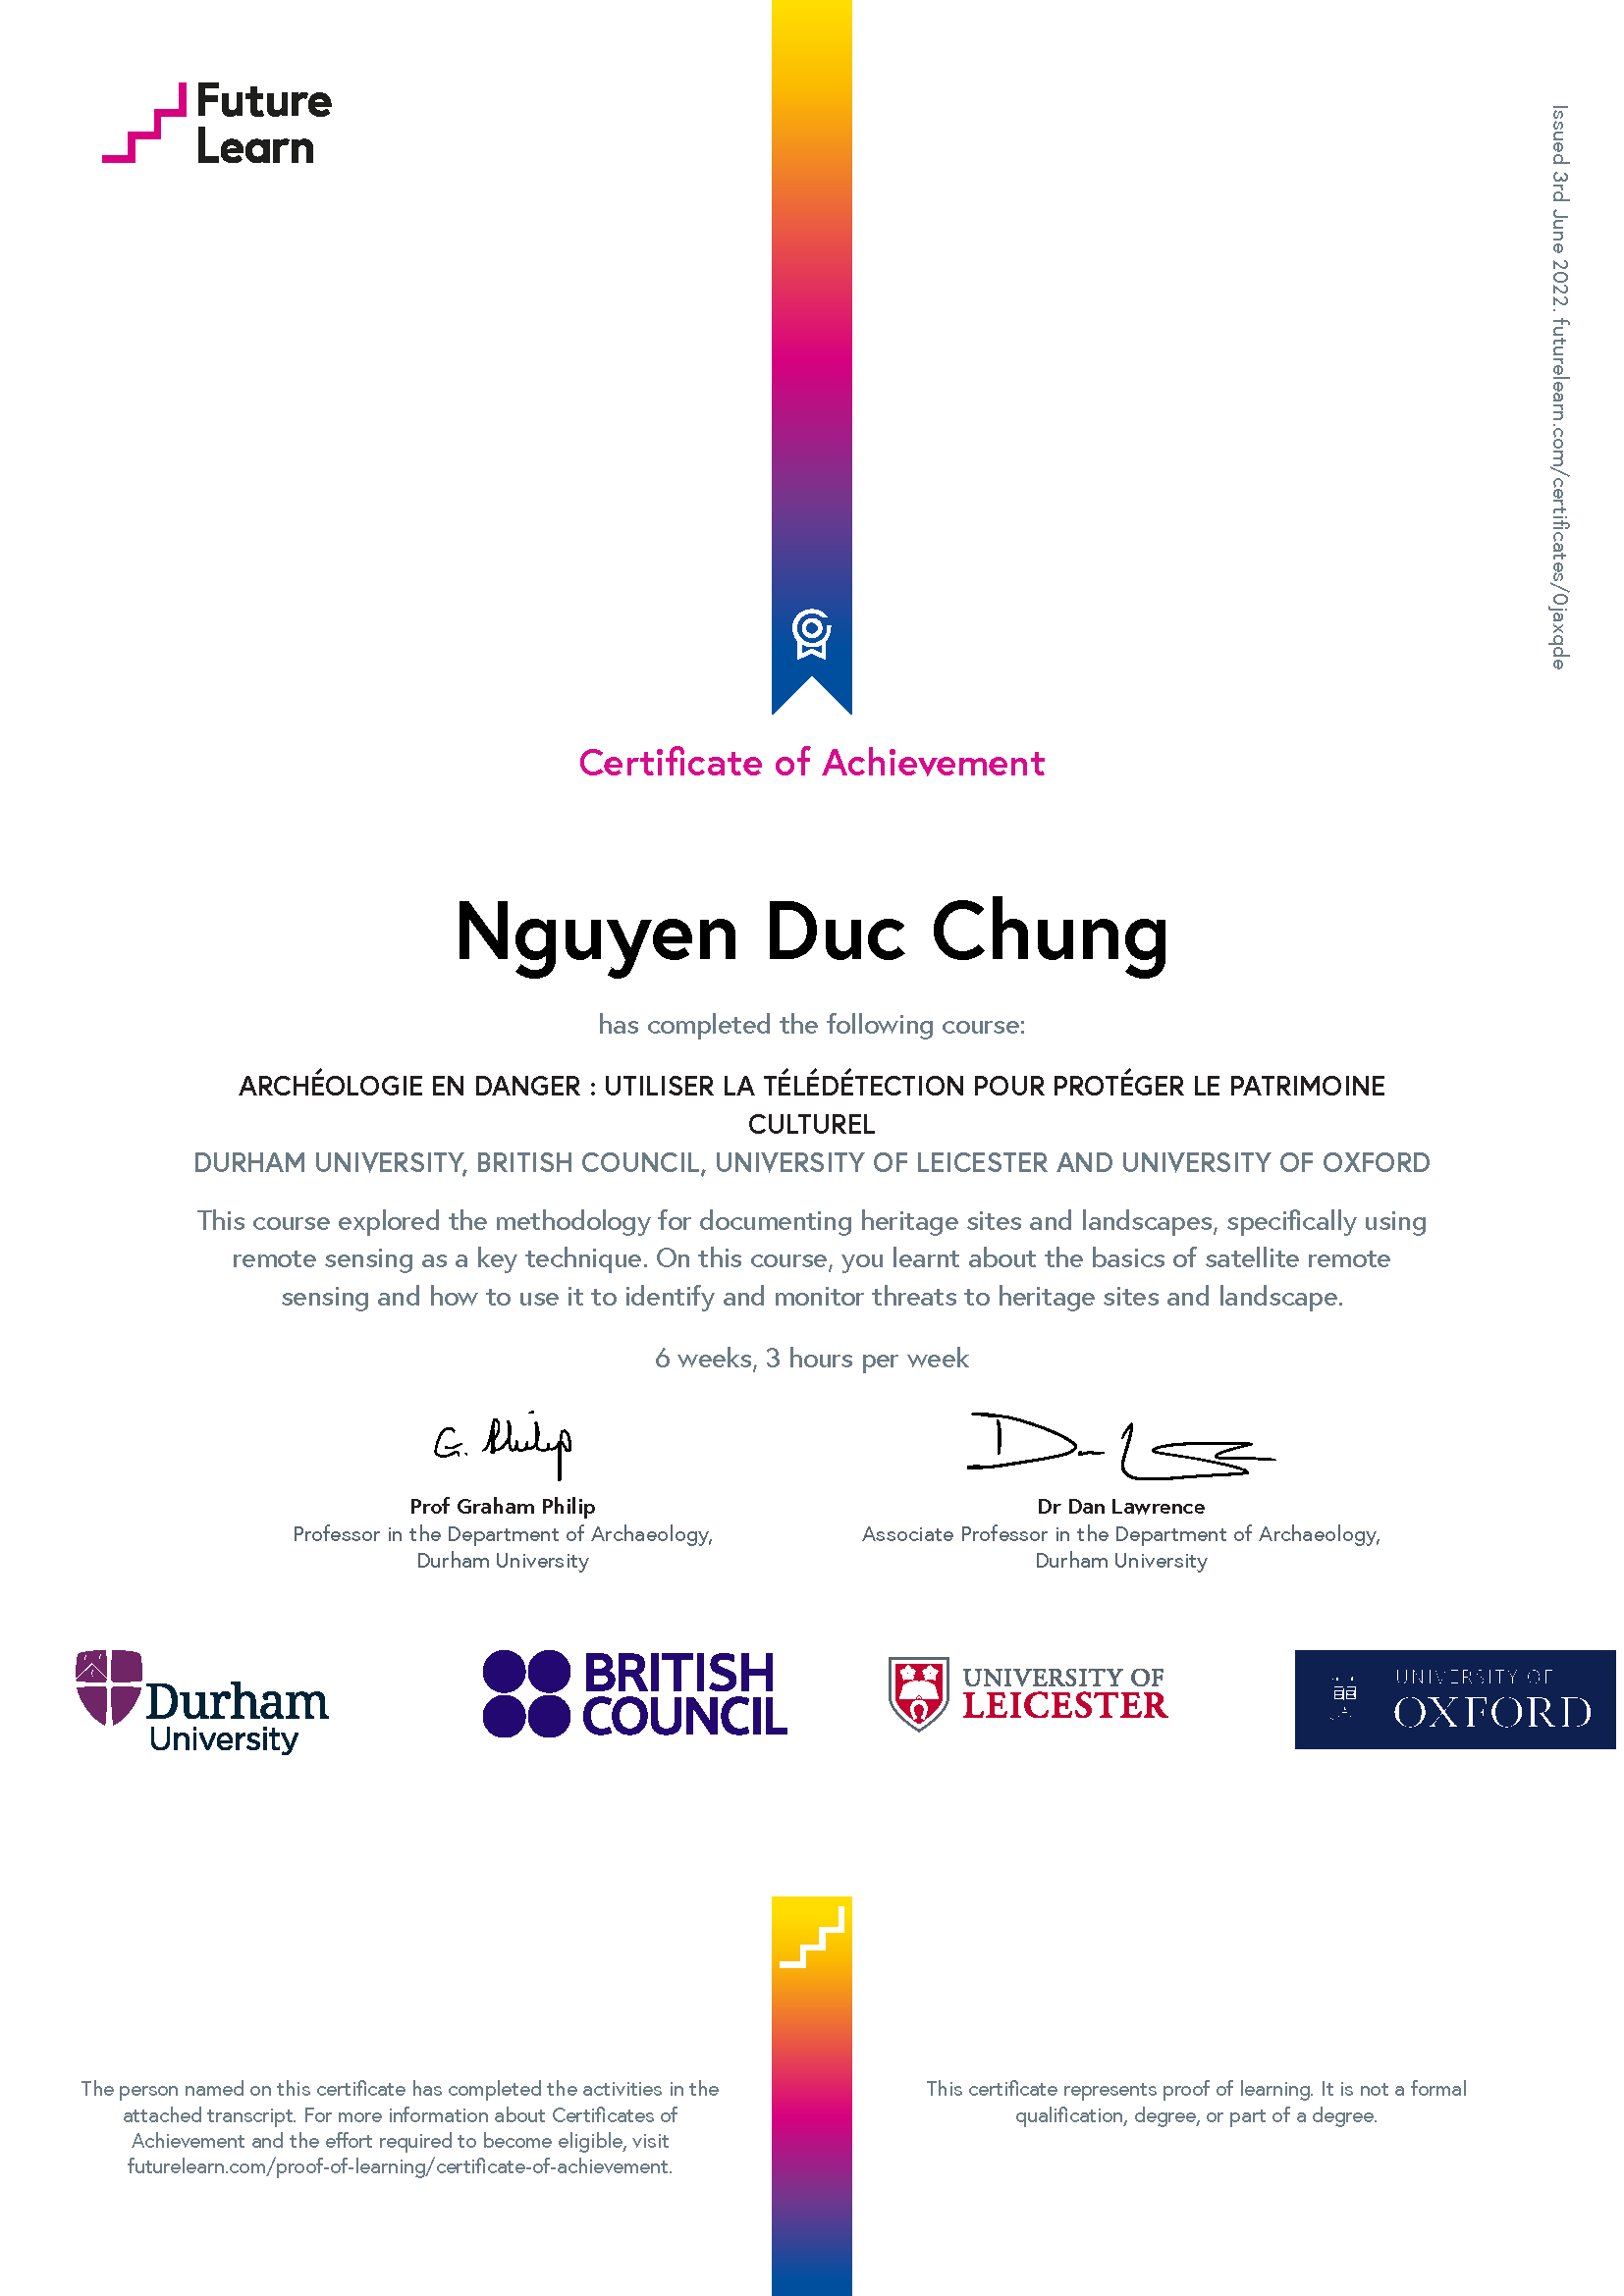 Future
Learn
Issued 3rd June 2022. futurelearn.com/certificates/0jaxqde
Certificate of Achievement
Nguyen Duc Chung
has completed the following course:
ARCHÉOLOGIE EN DANGER : UTILISER LA TÉLÉDÉTECTION POUR PROTÉGER LE PATRIMOINE
CULTUREL
DURHAM UNIVERSITY, BRITISH COUNCIL, UNIVERSITY OF LEICESTER AND UNIVERSITY OF OXFORD
This course explored the methodology for documenting heritage sites and landscapes, specifically using
remote sensing as a key technique. On this course, you learnt about the basics of satellite remote
sensing and how to use it to identify and monitor threats to heritage sites and landscape.
6 weeks, 3 hours per week
G. Philip
Prof Graham Philip
Professor in the Department of Archaeology,
Durham University
Dr Dan Lawrence
Associate Professor in the Department of Archaeology,
Durham University
Durham
University
BRITISH
COUNCIL
UNIVERSITY OF
LEICESTER
UNIVERSITY OF
OXFORD
The person named on this certificate has completed the activities in the
attached transcript. For more information about Certificates of
Achievement and the effort required to become eligible, visit
futurelearn.com/proof-of-learning/certificate-of-achievement.
This certificate represents proof of learning. It is not a formal
qualification, degree, or part of a degree.